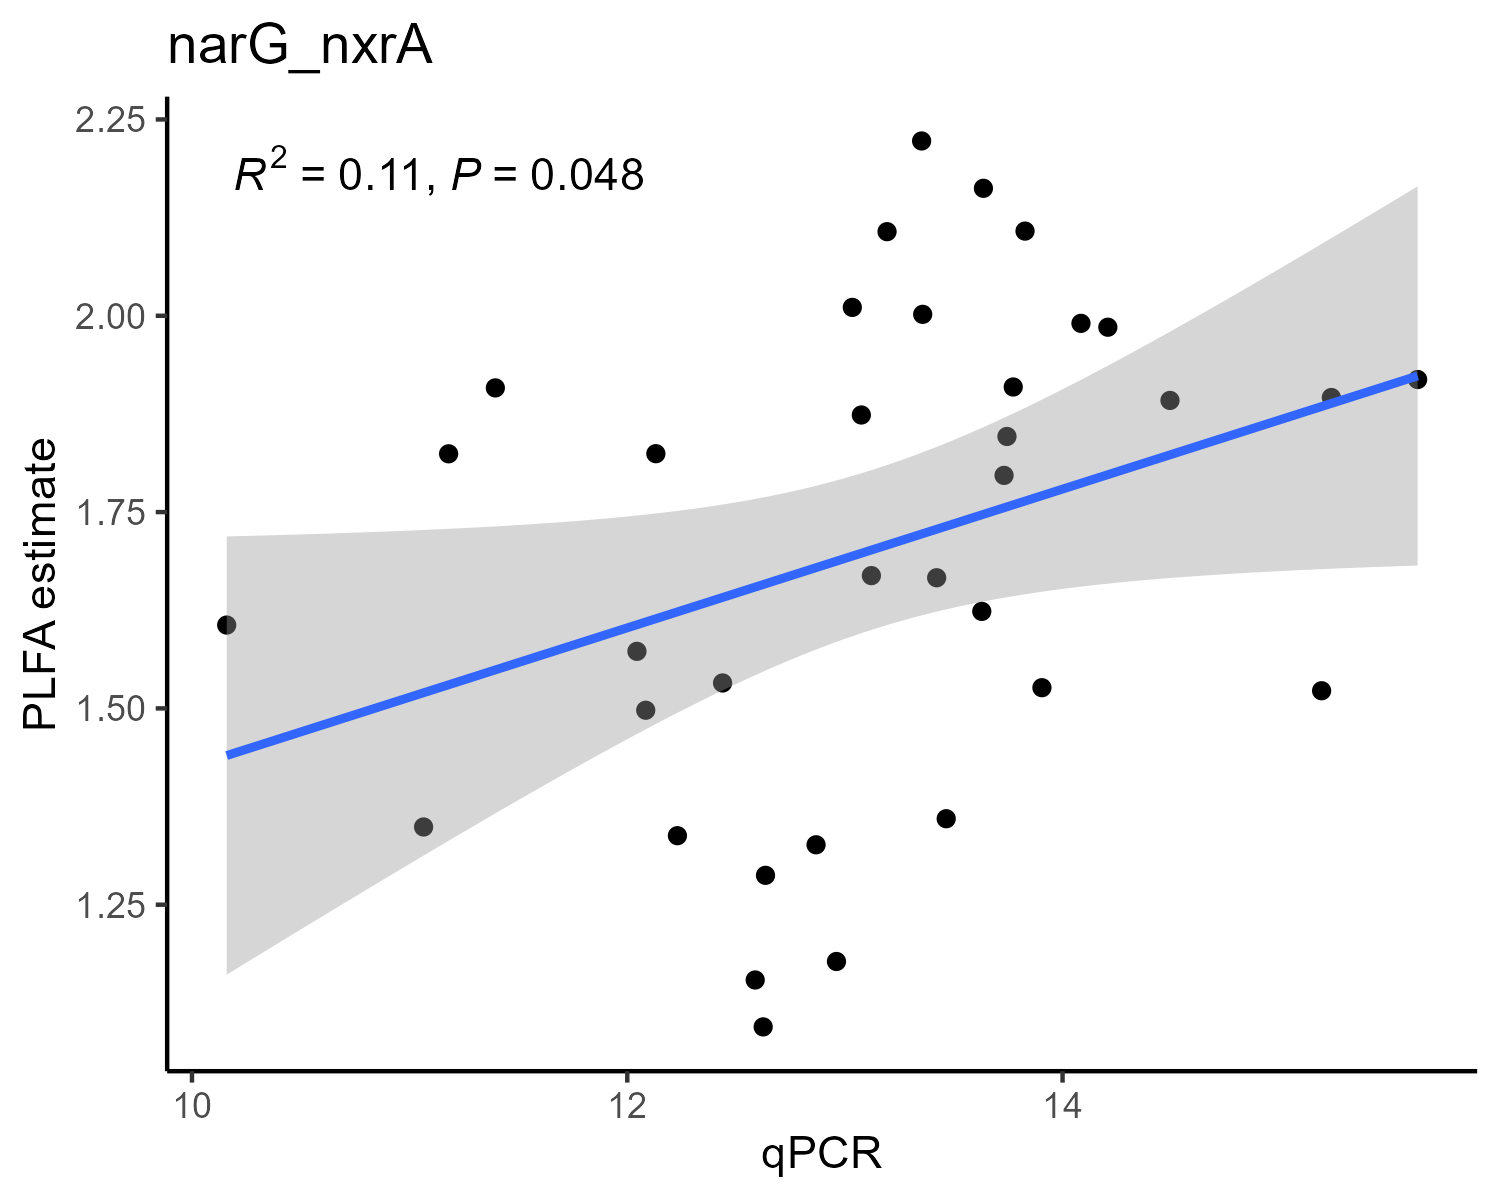 narG_nxrA
R² = 0.11, P = 0.048
2.25
2.00
1.75
1.50
1.25
PLFA estimate
10 12 14
qPCR